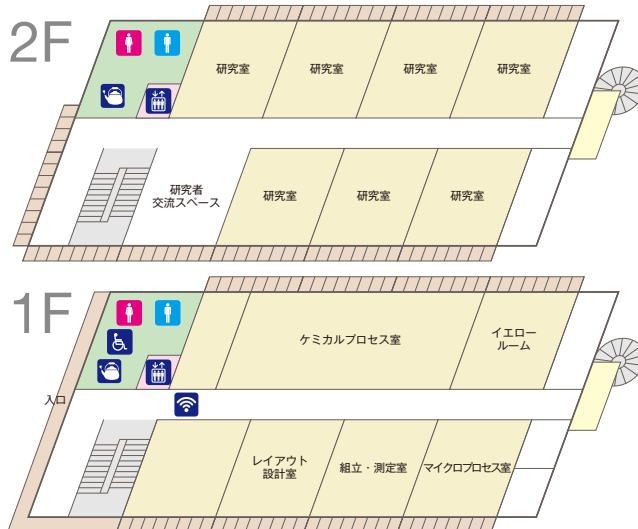 2F
研究室
研究室
研究室
研究室
研究者
交流スペース
研究室
研究室
研究室
1F
ケミカルプロセス室
イエロー
ルーム
入口
レイアウト
設計室
組立・測定室
マイクロプロセス室